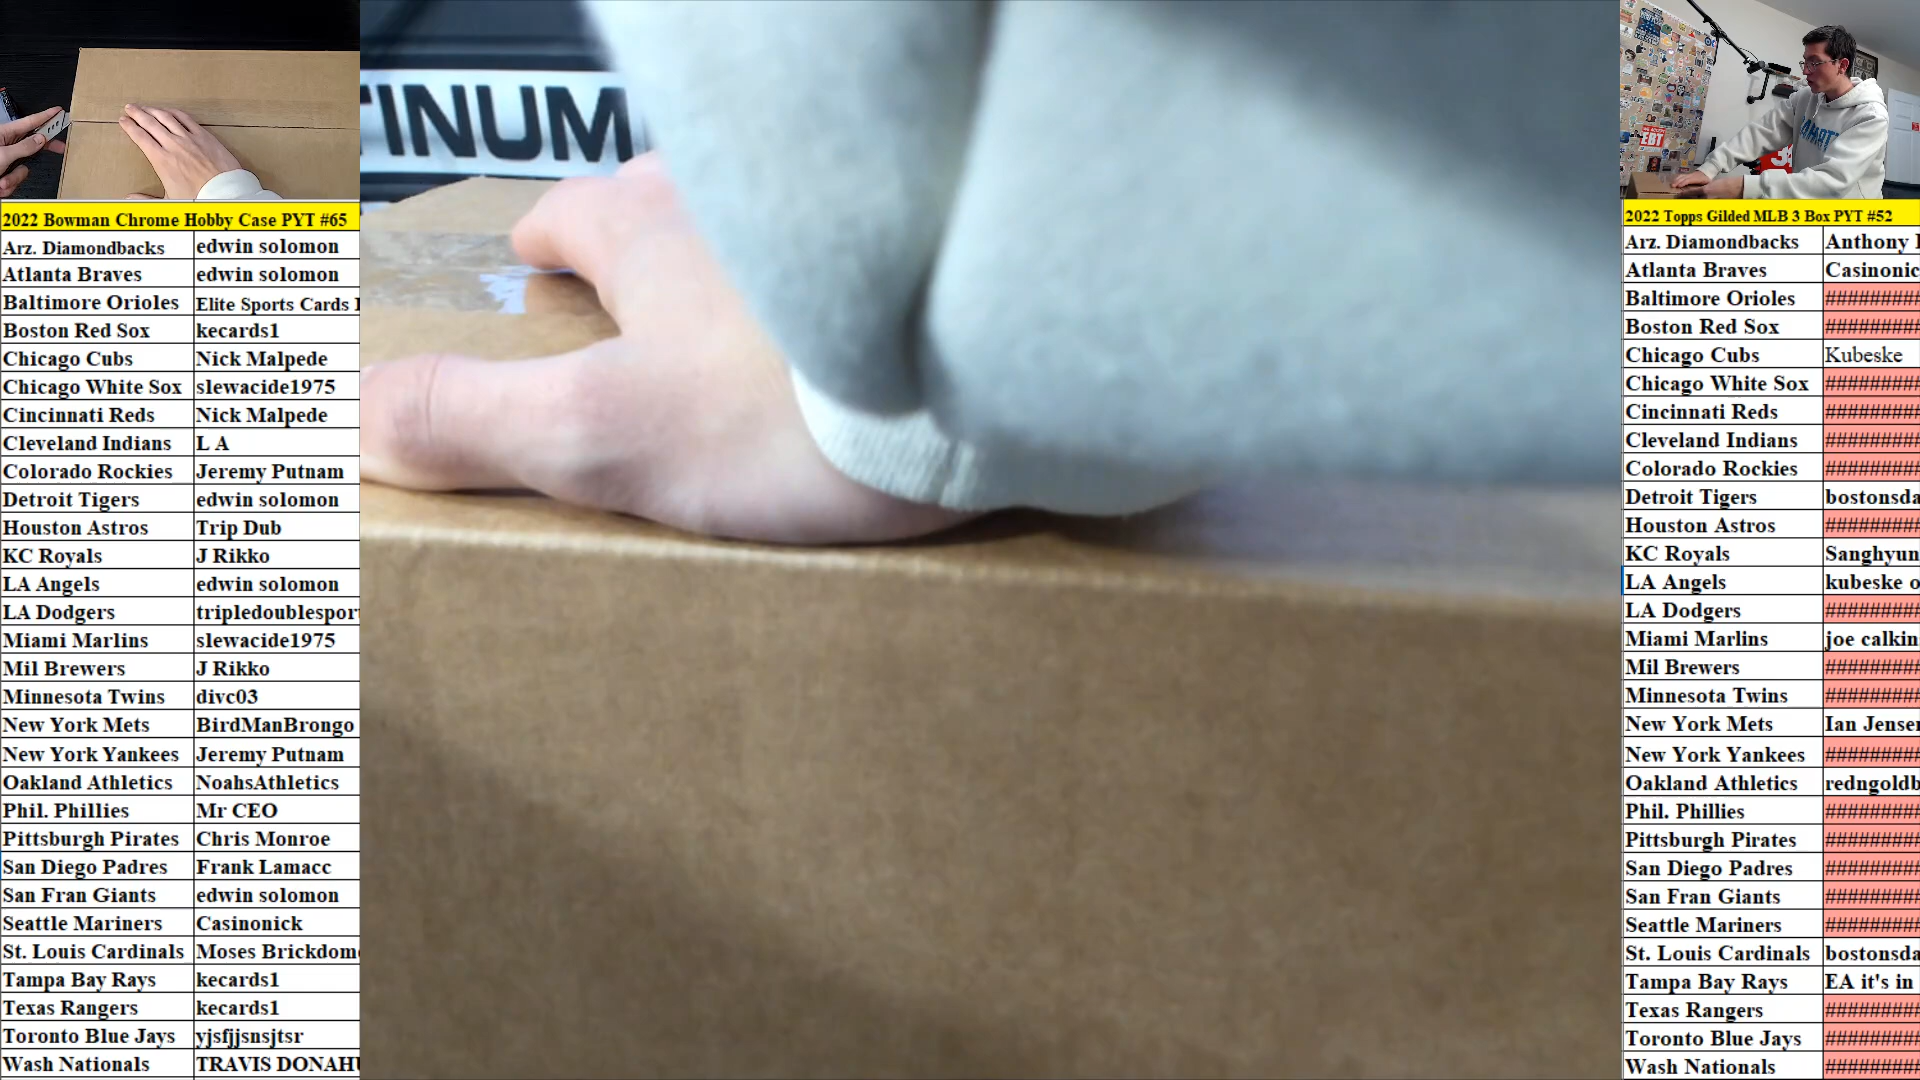 TINUM
2022 Bowman Chrome Hobby Case PYT #65
Arz. Diamondbacks edwin solomon
Atlanta Braves edwin solomon
Baltimore Orioles Elite Sports Cards
Boston Red Sox kecards1
Chicago Cubs Nick Malpede
Chicago White Sox slewacide1975
Cincinnati Reds Nick Malpede
Cleveland Indians L A
Colorado Rockies Jeremy Putnam
Detroit Tigers edwin solomon
Houston Astros Trip Dub
KC Royals J Rikko
LA Angels edwin solomon
LA Dodgers tripledoublesport
Miami Marlins slewacide1975
Mil Brewers J Rikko
Minnesota Twins divc03
New York Mets BirdManBrongo
New York Yankees Jeremy Putnam
Oakland Athletics NoahsAthletics
Phil. Phillies Mr CEO
Pittsburgh Pirates Chris Monroe
San Diego Padres Frank Lamacc
San Fran Giants edwin solomon
Seattle Mariners Casinonick
St. Louis Cardinals Moses Brickdome
Tampa Bay Rays kecards1
Texas Rangers kecards1
Toronto Blue Jays yjsfjjsnsjtsr
Wash Nationals TRAVIS DONAHU
2022 Topps Gilded MLB 3 Box PYT #52
Arz. Diamondbacks Anthony
Atlanta Braves Casinonic
Baltimore Orioles #########
Boston Red Sox #########
Chicago Cubs Kubeske
Chicago White Sox #########
Cincinnati Reds #########
Cleveland Indians #########
Colorado Rockies #########
Detroit Tigers bostonsda
Houston Astros #########
KC Royals Sanghyun
LA Angels kubeske o
LA Dodgers #########
Miami Marlins joe calkin
Mil Brewers #########
Minnesota Twins #########
New York Mets Ian Jensen
New York Yankees #########
Oakland Athletics redngoldb
Phil. Phillies #########
Pittsburgh Pirates #########
San Diego Padres #########
San Fran Giants #########
Seattle Mariners #########
St. Louis Cardinals bostonsda
Tampa Bay Rays EA it's in
Texas Rangers #########
Toronto Blue Jays #########
Wash Nationals #########